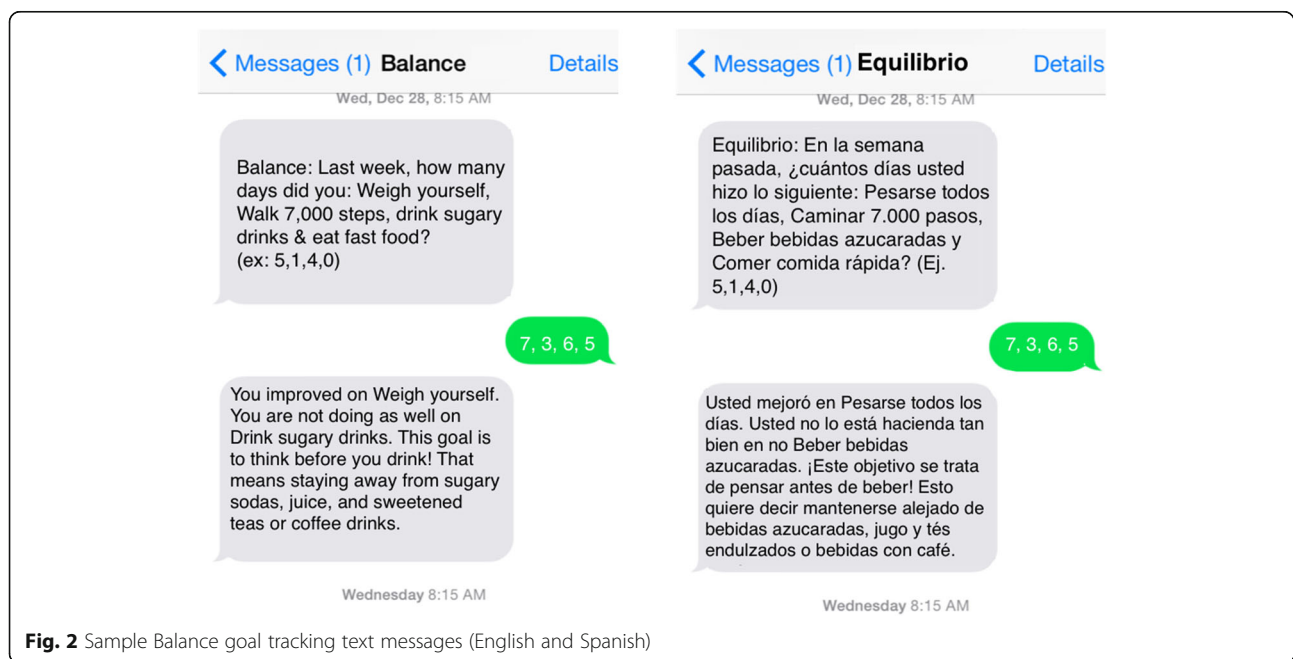 Messages (1) Balance Details
Wed, Dec 28, 8:15 AM
Balance: Last week, how many
days did you: Weigh yourself,
Walk 7,000 steps, drink sugary
drinks & eat fast food?
(ex: 5,1,4,0)
7, 3, 6, 5
You improved on Weigh yourself.
You are not doing as well on
Drink sugary drinks. This goal is
to think before you drink! That
means staying away from sugary
sodas, juice, and sweetened
teas or coffee drinks.
Wednesday 8:15 AM
Messages (1) Equilibrio Details
Wed, Dec 28, 8:15 AM
Equilibrio: En la semana
pasada, ¿cuántos días usted
hizo lo siguiente: Pesarse todos
los días, Caminar 7.000 pasos,
Beber bebidas azucaradas y
Comer comida rápida? (Ej.
5,1,4,0)
7, 3, 6, 5
Usted mejoró en Pesarse todos los
días. Usted no lo está hacienda tan
bien en no Beber bebidas
azucaradas. ¡Este objetivo se trata
de pensar antes de beber! Esto
quiere decir mantenerse alejado de
bebidas azucaradas, jugo y tés
endulzados o bebidas con café.
Wednesday 8:15 AM
Fig. 2 Sample Balance goal tracking text messages (English and Spanish)